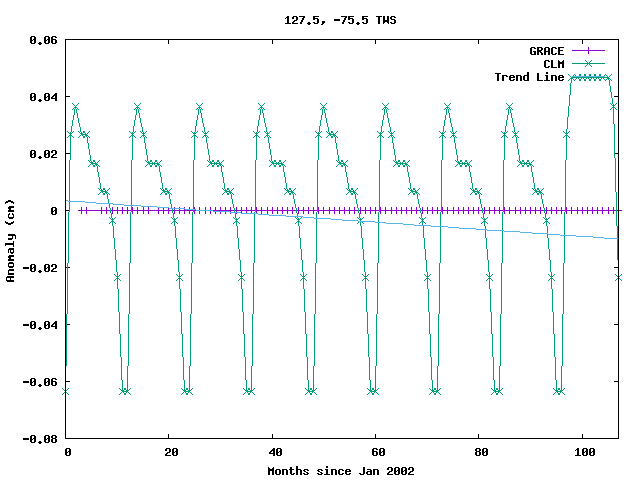 127.5, -75.5 TWS
GRACE
CLM
Trend Line
0.06
0.04
0.02
0
-0.02
-0.04
-0.06
-0.08
Anomaly (cm)
0 20 40 60 80 100
Months since Jan 2002